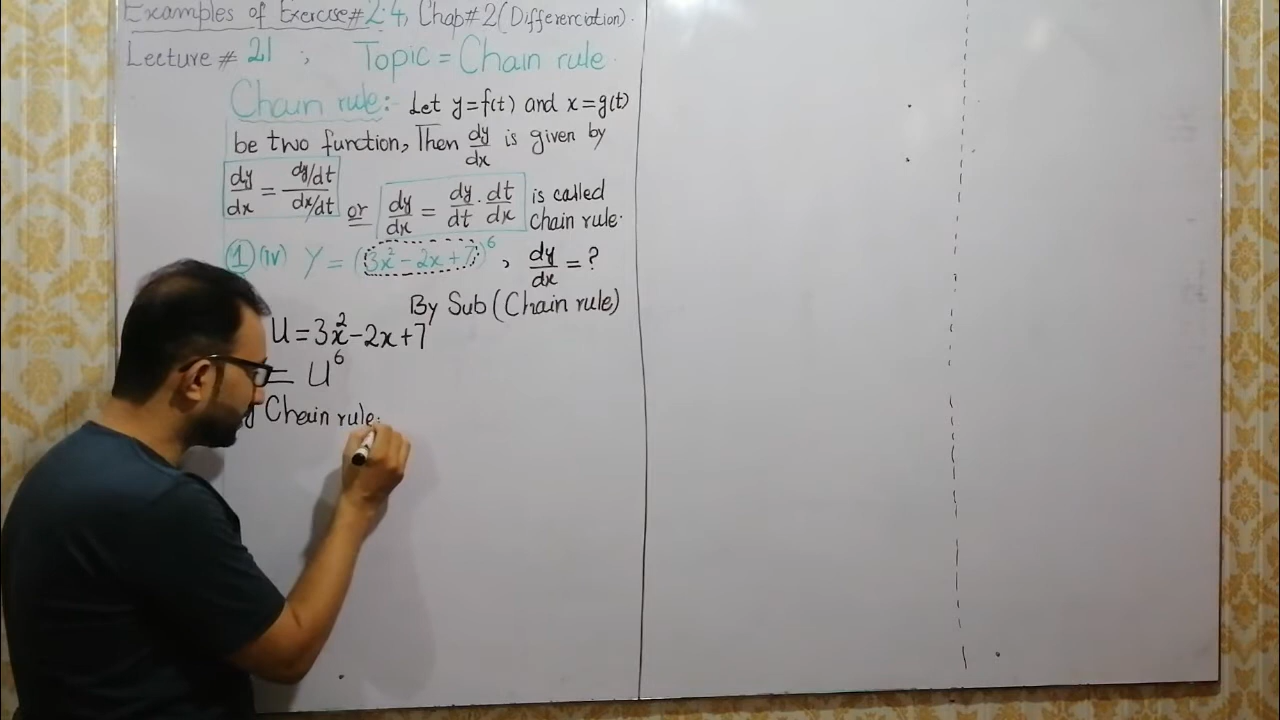 Examples of Exercise# 2.4, Chap#2(Differenciation).
Lecture # 21 ; Topic = Chain rule.
Chain rule:- Let y=f(t) and x=g(t)
be two function, Then dy/dx is given by
dy/dx = (dy/dt)/(dx/dt) or dy/dx = dy/dt . dt/dx is called
chain rule.
① (iv) Y = (3x² - 2x + 7)⁶ , dy/dx = ?
By Sub (Chain rule)
U = 3x² - 2x + 7
= U⁶
Chain rule: